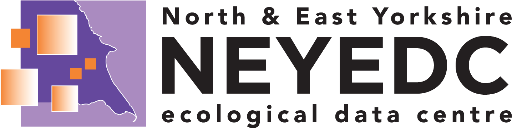 North & East Yorkshire
NEYEDC
ecological data centre